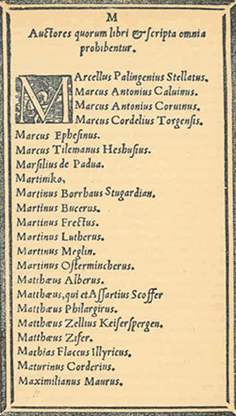 M
Auctores quorum libri & scripta omnia
prohibentur.
MArcellus Palingenius Stellatus.
Marcus Antonius Caluinus.
Marcus Antonius Coruinus.
Marcus Cordelius Torgensis.
Marcus Ephesinus.
Marcus Tilemanus Heshusius.
Marsilius de Padua.
Martiniko.
Martinus Borrhaus Stugardian.
Martinus Bucerus.
Martinus Frectus.
Martinus Lutherus.
Martinus Meglin.
Martinus Ostermincherus.
Matthæus Alberus.
Matthæus, qui et Assartius Scoffer
Matthæus Philargirus.
Matthæus Zellius Keiserspergen.
Matthæus Zifer.
Mathias Flaccus Illyricus.
Maturinus Corderius.
Maximilianus Maurus.